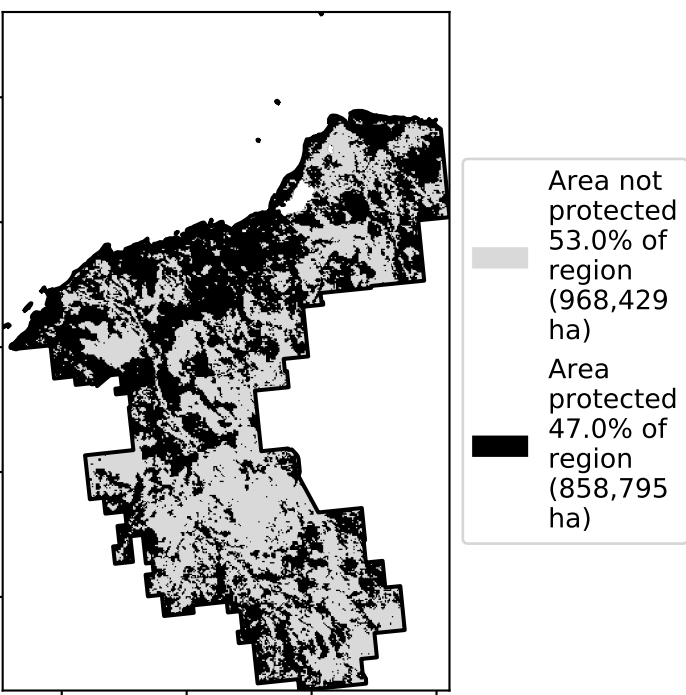 Area not
protected
53.0% of
region
(968,429
ha)
Area
protected
47.0% of
region
(858,795
ha)